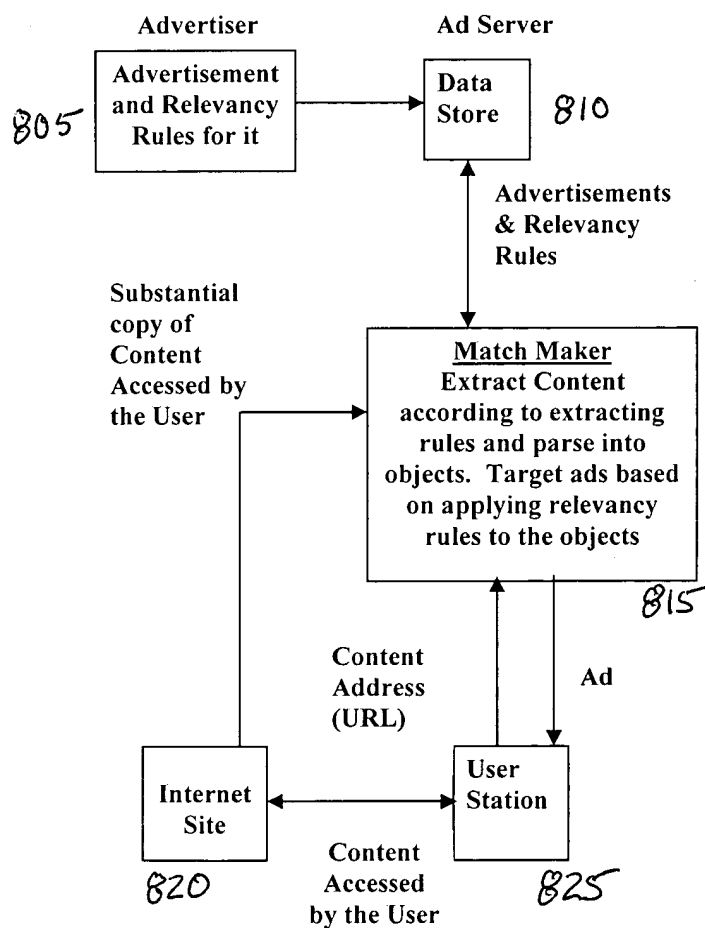 Advertiser
Ad Server
Advertisement
and Relevancy
Rules for it
805
Data
Store
810
Advertisements
& Relevancy
Rules
Substantial
copy of
Content
Accessed by
the User
Match Maker
Extract Content
according to extracting
rules and parse into
objects. Target ads based
on applying relevancy
rules to the objects
815
Content
Address
(URL)
Ad
Internet
Site
820
User
Station
825
Content
Accessed
by the User